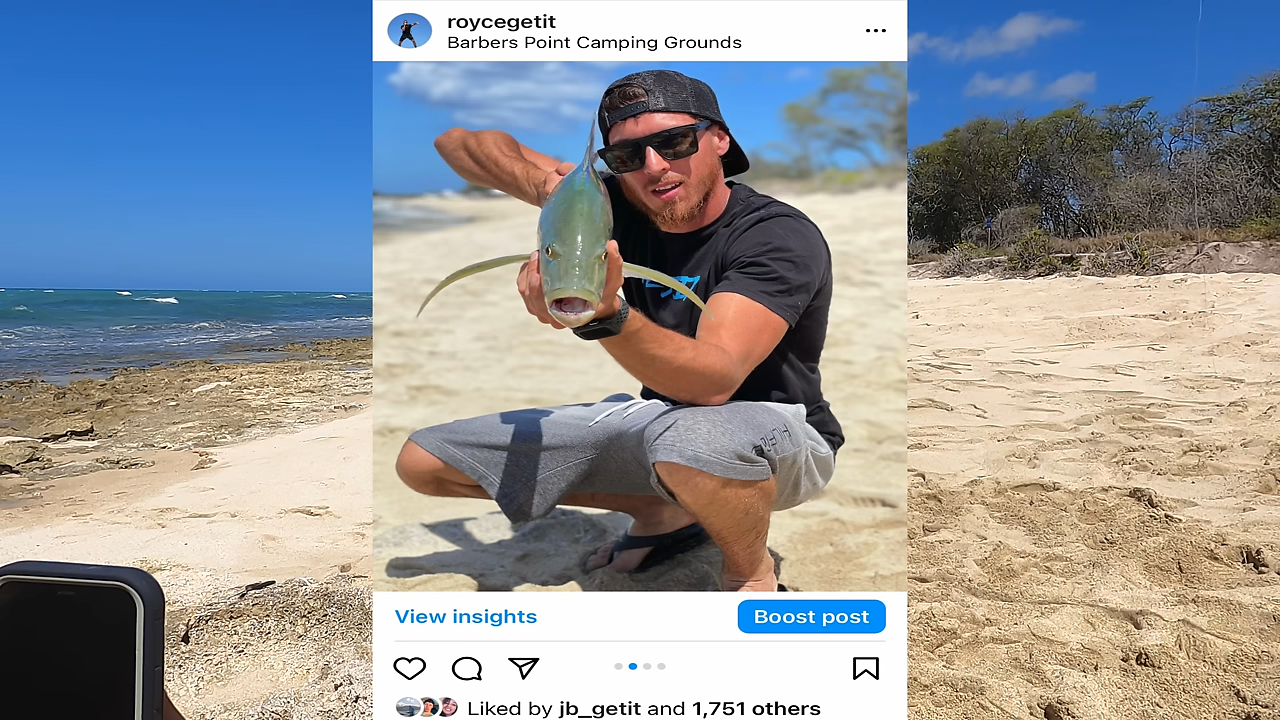 roycegetit
Barbers Point Camping Grounds
View insights
Boost post
Liked by jb_getit and 1,751 others